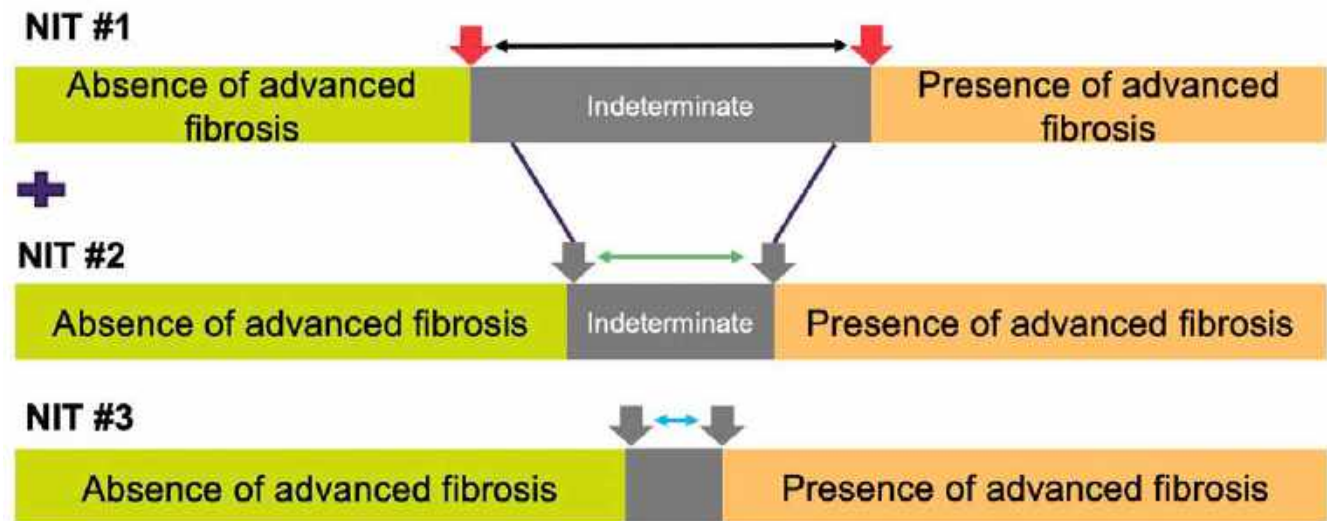 NIT #1
Absence of advanced
fibrosis
Indeterminate
Presence of advanced
fibrosis
NIT #2
Absence of advanced fibrosis
Indeterminate
Presence of advanced fibrosis
NIT #3
Absence of advanced fibrosis
Presence of advanced fibrosis